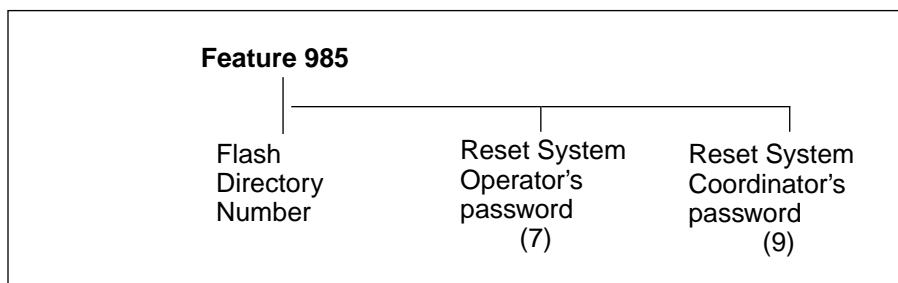 Feature 985
Flash
Directory
Number
Reset System
Operator's
password
(7)
Reset System
Coordinator's
password
(9)